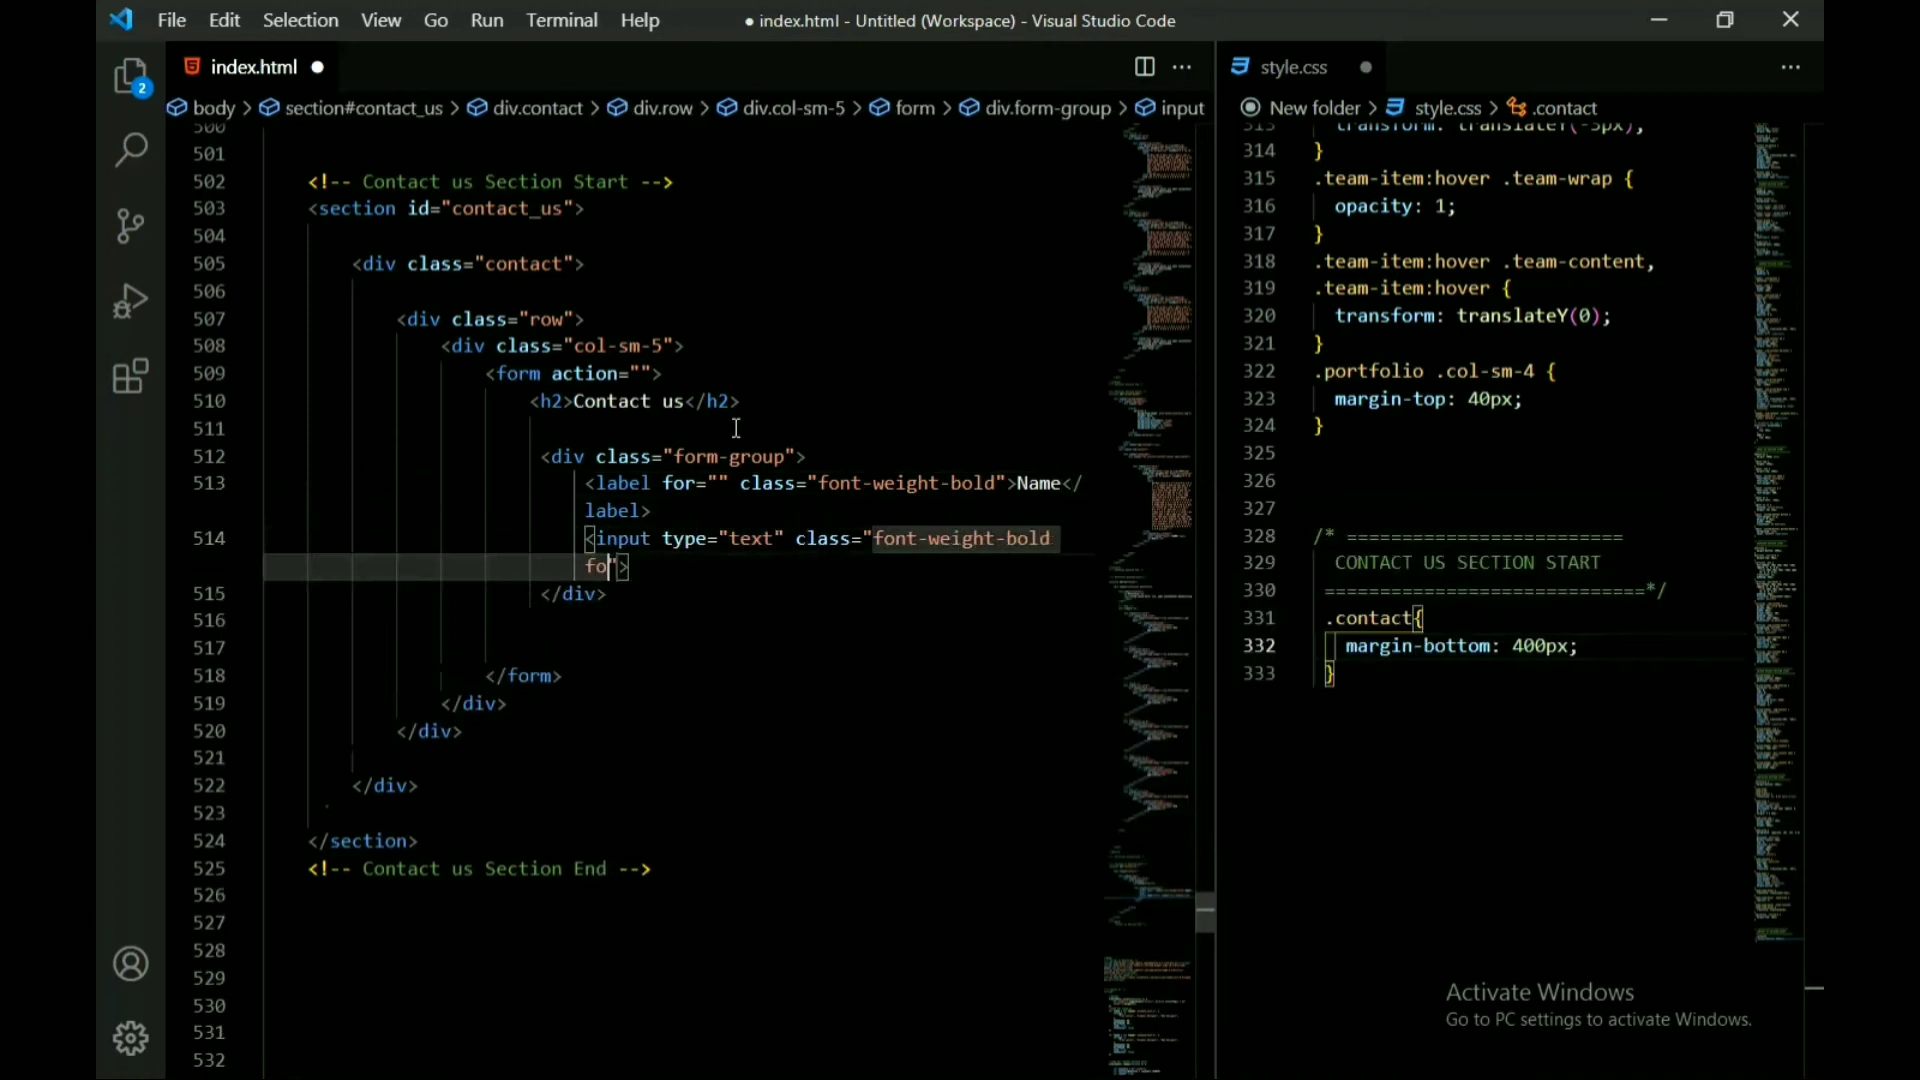 File Edit Selection View Go Run Terminal Help ● index.html - Untitled (Workspace) - Visual Studio Code
index.html
style.css
body > section#contact_us > div.contact > div.row > div.col-sm-5 > form > div.form-group > input
New folder > style.css > .contact
2
500
501
502 <!-- Contact us Section Start -->
503 <section id="contact_us">
504
505 <div class="contact">
506
507 <div class="row">
508 <div class="col-sm-5">
509 <form action="">
510 <h2>Contact us</h2>
511
512 <div class="form-group">
513 <label for="" class="font-weight-bold">Name</
label>
514 <input type="text" class="font-weight-bold
fo">
515 </div>
516
517
518 </form>
519 </div>
520 </div>
521
522 </div>
523
524 </section>
525 <!-- Contact us Section End -->
526
527
528
529
530
531
532
313 transform: translateY(-5px);
314 }
315 .team-item:hover .team-wrap {
316 opacity: 1;
317 }
318 .team-item:hover .team-content,
319 .team-item:hover {
320 transform: translateY(0);
321 }
322 .portfolio .col-sm-4 {
323 margin-top: 40px;
324 }
325
326
327
328 /* =========================
329 CONTACT US SECTION START
330 =============================*/
331 .contact{
332 margin-bottom: 400px;
333 }
Activate Windows
Go to PC settings to activate Windows.